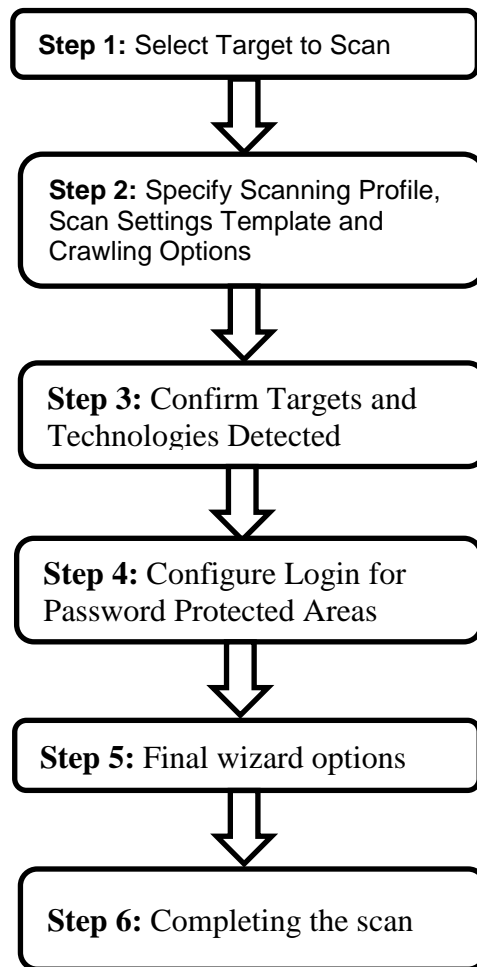 Step 1: Select Target to Scan
Step 2: Specify Scanning Profile,
Scan Settings Template and
Crawling Options
Step 3: Confirm Targets and
Technologies Detected
Step 4: Configure Login for
Password Protected Areas
Step 5: Final wizard options
Step 6: Completing the scan